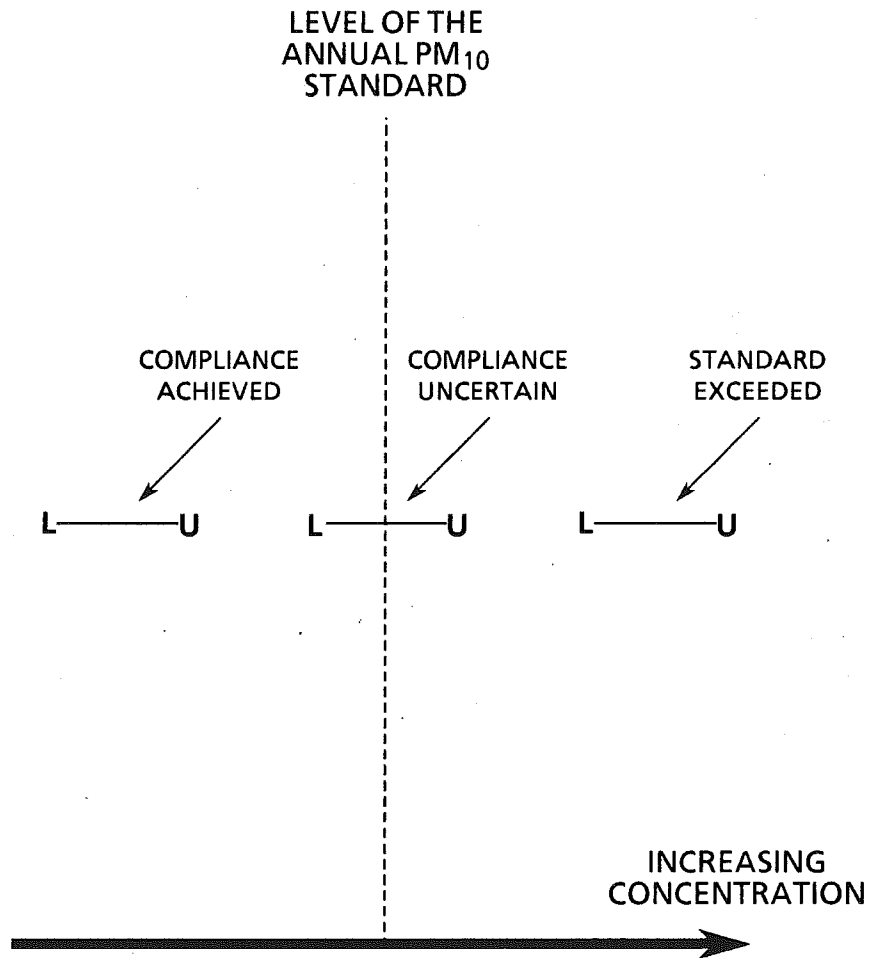 LEVEL OF THE
ANNUAL PM10
STANDARD
COMPLIANCE
ACHIEVED
COMPLIANCE
UNCERTAIN
STANDARD
EXCEEDED
L U L U L U
INCREASING
CONCENTRATION